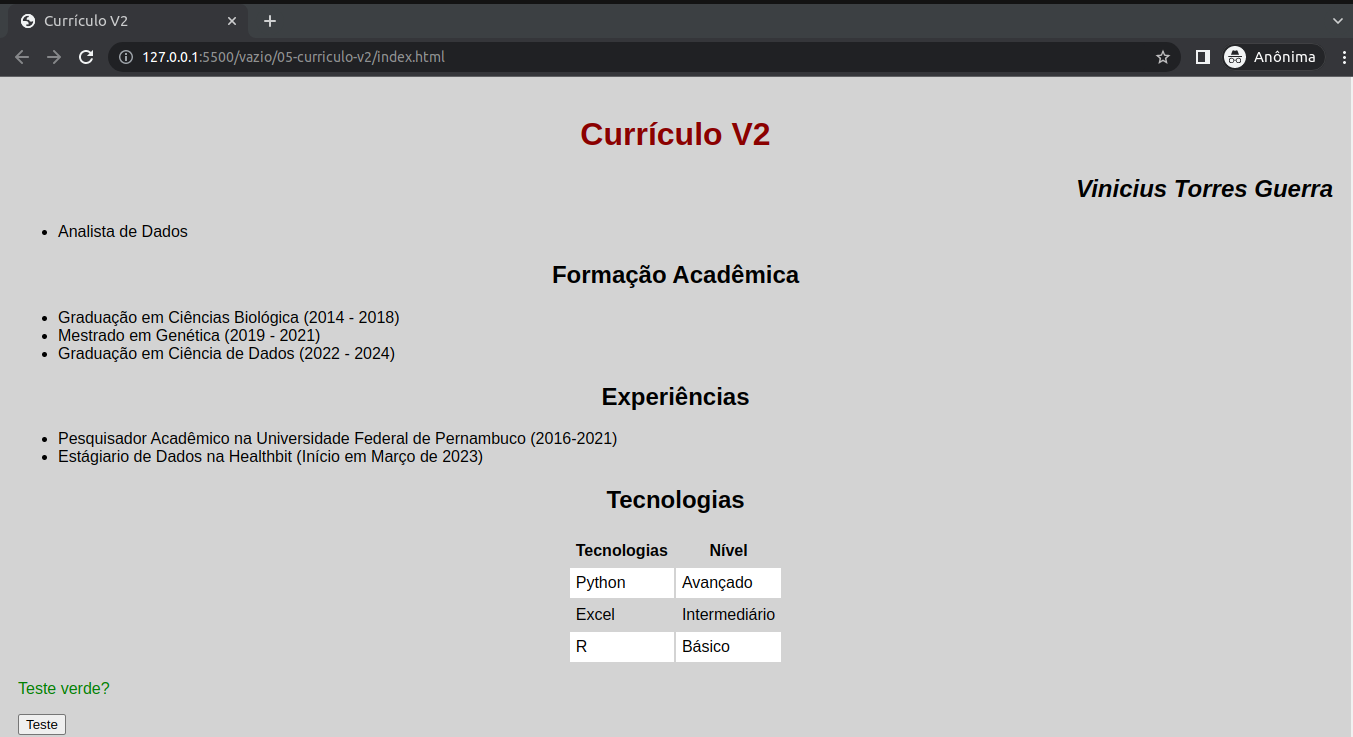 Currículo V2
127.0.0.1:5500/vazio/05-curriculo-v2/index.html
Anônima
Currículo V2
Vinicius Torres Guerra
Analista de Dados
Formação Acadêmica
Graduação em Ciências Biológica (2014 - 2018)
Mestrado em Genética (2019 - 2021)
Graduação em Ciência de Dados (2022 - 2024)
Experiências
Pesquisador Acadêmico na Universidade Federal de Pernambuco (2016-2021)
Estágiario de Dados na Healthbit (Início em Março de 2023)
Tecnologias
Tecnologias Nível
Python Avançado
Excel Intermediário
R Básico
Teste verde?
Teste